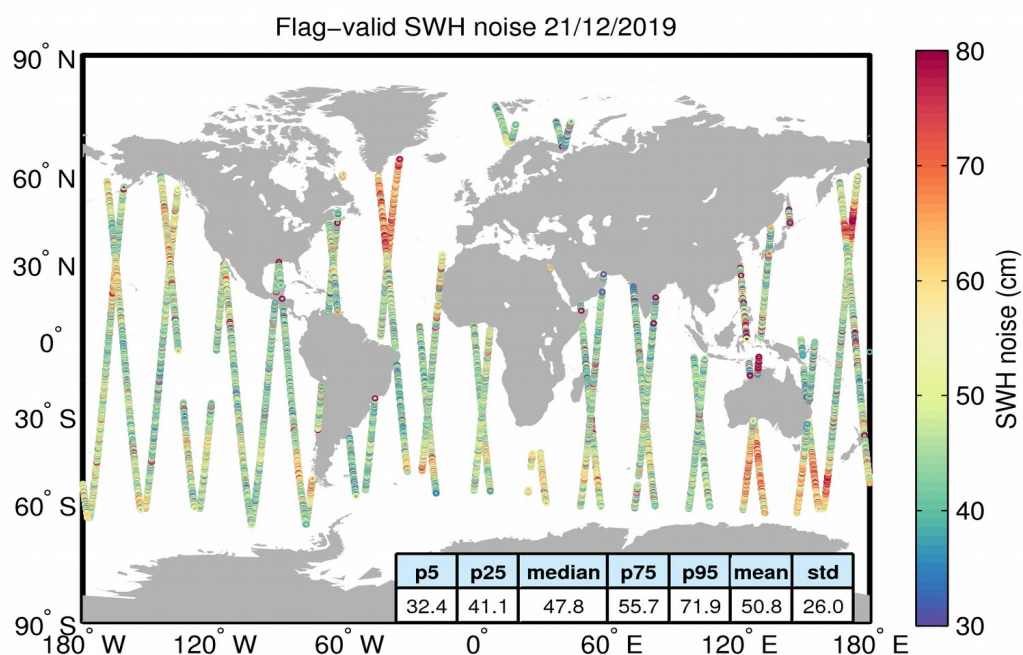 Flag−valid SWH noise 21/12/2019
90° N
60° N
30° N
0°
30° S
60° S
90° S
180° W
120° W
60° W
0°
60° E
120° E
180° E
80
70
60
50
40
30
SWH noise (cm)
p5 p25 median p75 p95 mean std
32.4 41.1 47.8 55.7 71.9 50.8 26.0